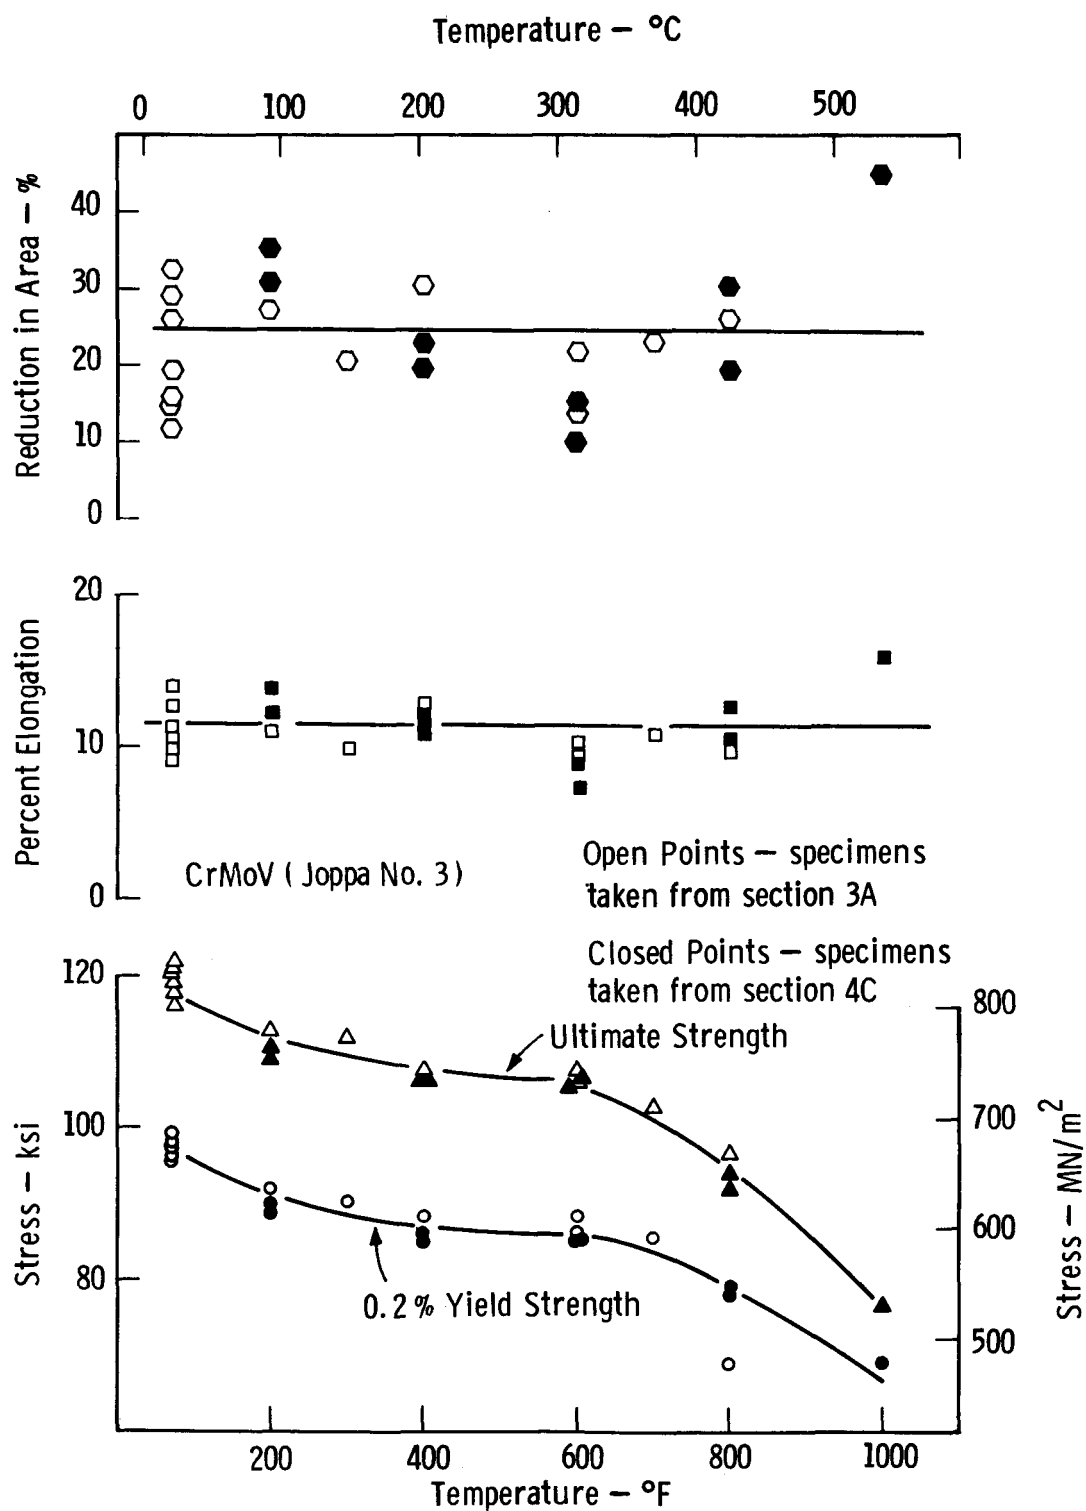 Temperature — °C
0 100 200 300 400 500
Reduction in Area — %
40
30
20
10
0
Percent Elongation
20
10
0
CrMoV ( Joppa No. 3 )
Open Points — specimens
taken from section 3A
Closed Points — specimens
taken from section 4C
Stress — ksi
120
100
80
Ultimate Strength
0.2 % Yield Strength
800
700
600
500
Stress — MN/m²
200 400 600 800 1000
Temperature — °F